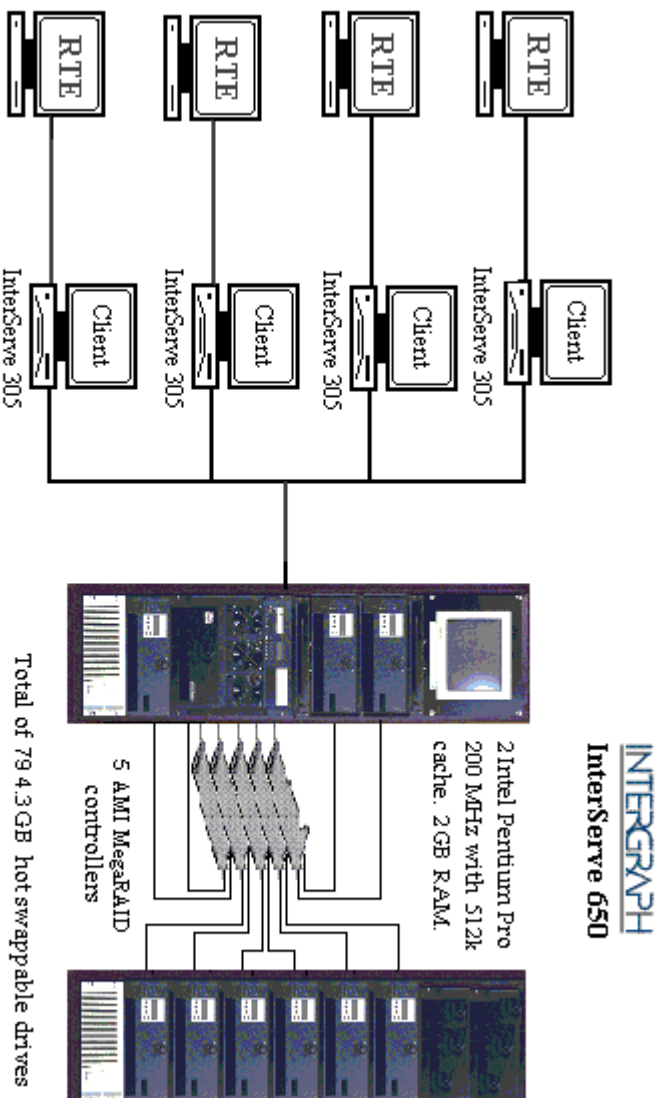 INTERGRAPH
InterServe 650
RTE
RTE
RTE
RTE
Client
InterServe 305
Client
InterServe 305
Client
InterServe 305
Client
InterServe 305
2 Intel Pentium Pro
200 MHz with 512k
cache. 2GB RAM.
5 AMI MegaRAID
controllers
Total of 79 4.3GB hotswappable drives